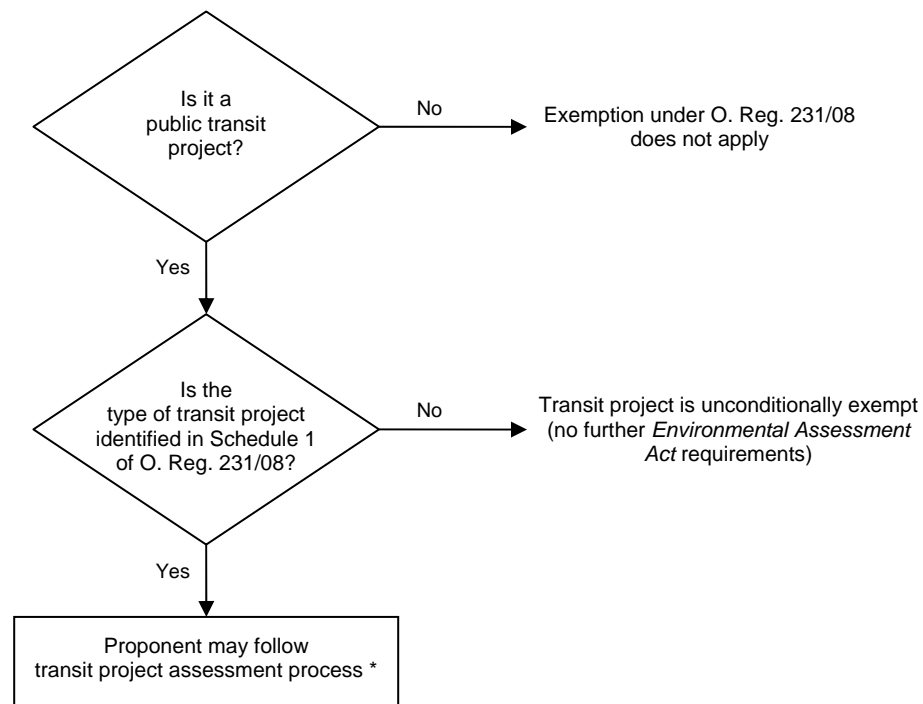 Is it a
public transit
project?
No
Exemption under O. Reg. 231/08
does not apply
Yes
Is the
type of transit project
identified in Schedule 1
of O. Reg. 231/08?
No
Transit project is unconditionally exempt
(no further Environmental Assessment
Act requirements)
Yes
Proponent may follow
transit project assessment process *